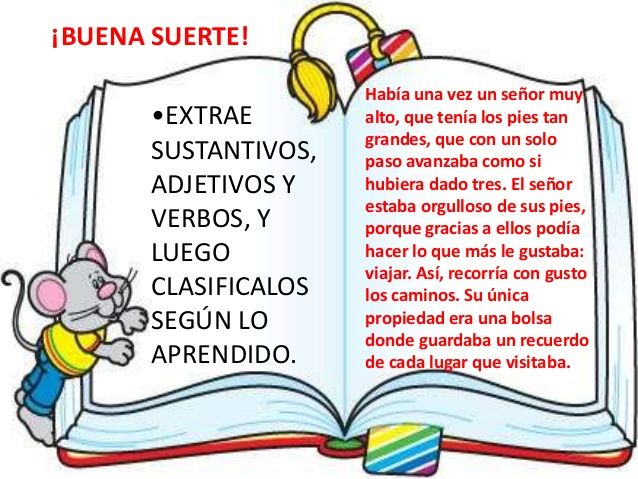 ¡BUENA SUERTE!
•EXTRAE
SUSTANTIVOS,
ADJETIVOS Y
VERBOS, Y
LUEGO
CLASIFICALOS
SEGÚN LO
APRENDIDO.
Había una vez un señor muy
alto, que tenía los pies tan
grandes, que con un solo
paso avanzaba como si
hubiera dado tres. El señor
estaba orgulloso de sus pies,
porque gracias a ellos podía
hacer lo que más le gustaba:
viajar. Así, recorría con gusto
los caminos. Su única
propiedad era una bolsa
donde guardaba un recuerdo
de cada lugar que visitaba.